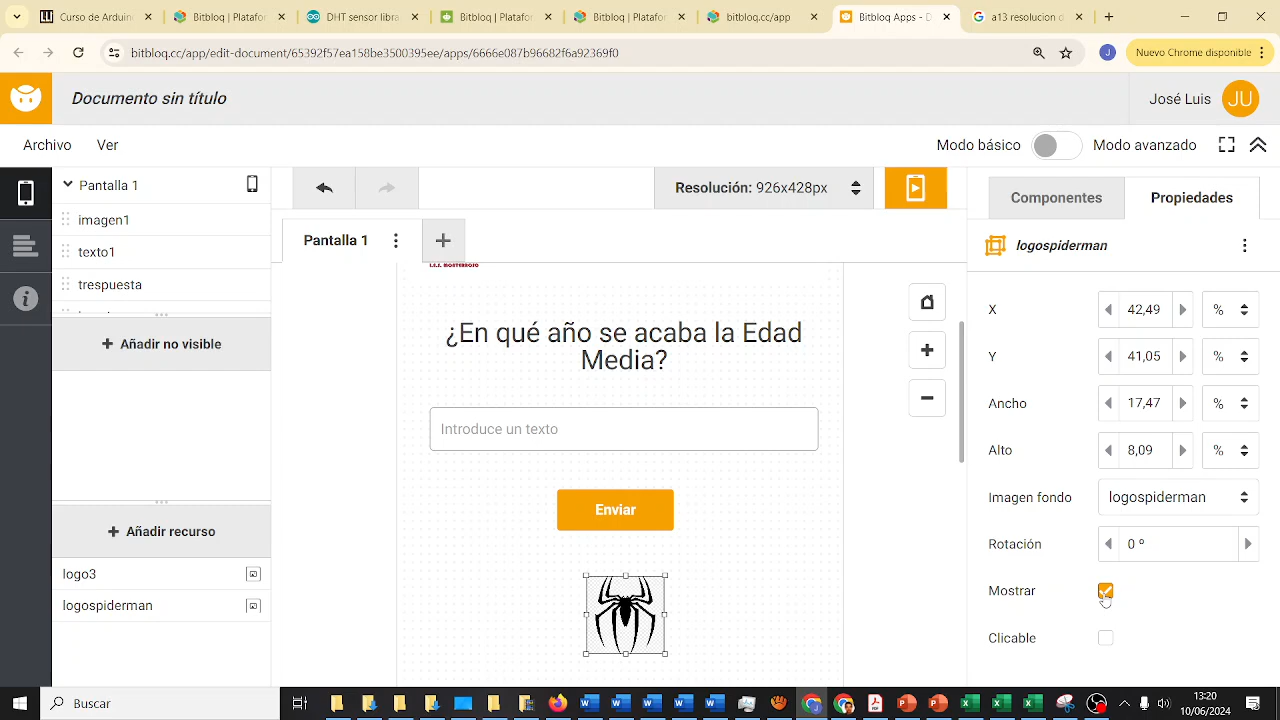 Curso de Arduino
Bitbloq | Platafor
DHT sensor libra
Bitbloq | Platafor
Bitbloq | Platafor
bitbloq.cc/app
Bitbloq Apps - D
a13 resolucion d
bitbloq.cc/app/edit-document/65392f57ea158be3500395ee/apps/6666e087b96682f6a92369f0
J
Nuevo Chrome disponible
Documento sin título
José Luis
JU
Archivo
Ver
Modo básico
Modo avanzado
Pantalla 1
Resolución: 926x428px
Componentes
Propiedades
imagen1
texto1
trespuesta
Pantalla 1
logospiderman
I.E.S. MONTERROSO
¿En qué año se acaba la Edad
Media?
Introduce un texto
Enviar
Añadir no visible
Añadir recurso
logo3
logospiderman
X
42,49
%
Y
41,05
%
Ancho
17,47
%
Alto
8,09
%
Imagen fondo
logospiderman
Rotación
0 º
Mostrar
Clicable
Buscar
13:20
10/06/2024